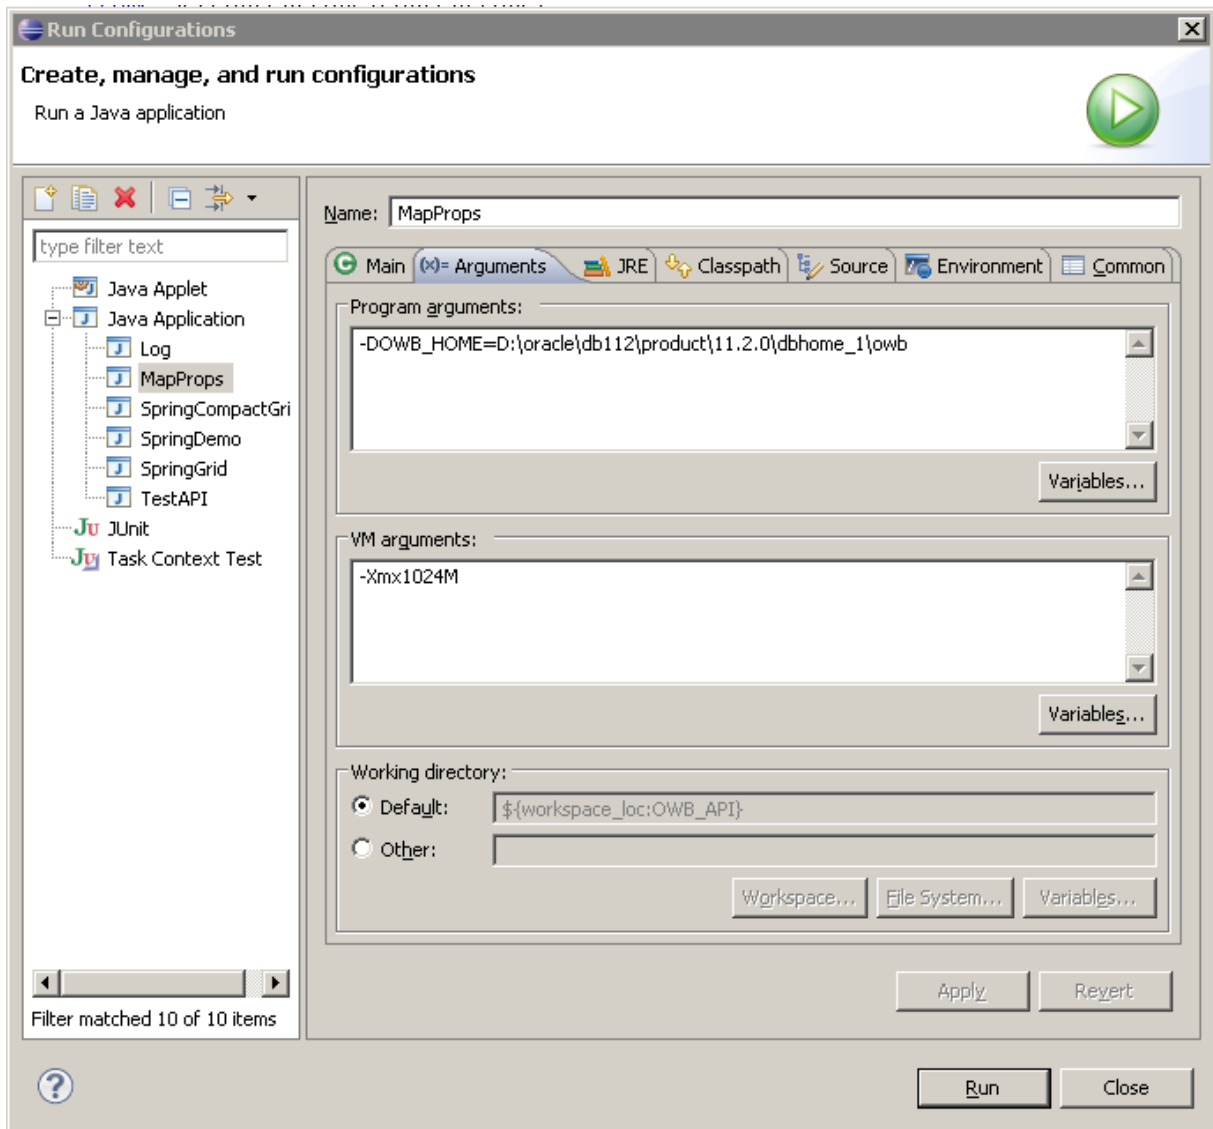 Run Configurations
Create, manage, and run configurations
Run a Java application
type filter text
Java Applet
Java Application
Log
MapProps
SpringCompactGri
SpringDemo
SpringGrid
TestAPI
JUnit
Task Context Test
Filter matched 10 of 10 items
Name: MapProps
Main (x)= Arguments JRE Classpath Source Environment Common
Program arguments:
-DOWB_HOME=D:\oracle\db112\product\11.2.0\dbhome_1\owb
Variables...
VM arguments:
-Xmx1024M
Variables...
Working directory:
Default: ${workspace_loc:OWB_API}
Other:
Workspace... File System... Variables...
Apply Revert
Run Close